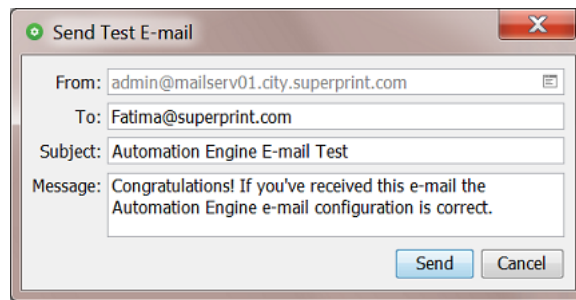 Send Test E-mail
From: admin@mailserv01.city.superprint.com
To: Fatima@superprint.com
Subject: Automation Engine E-mail Test
Message: Congratulations! If you've received this e-mail the
Automation Engine e-mail configuration is correct.
Send Cancel